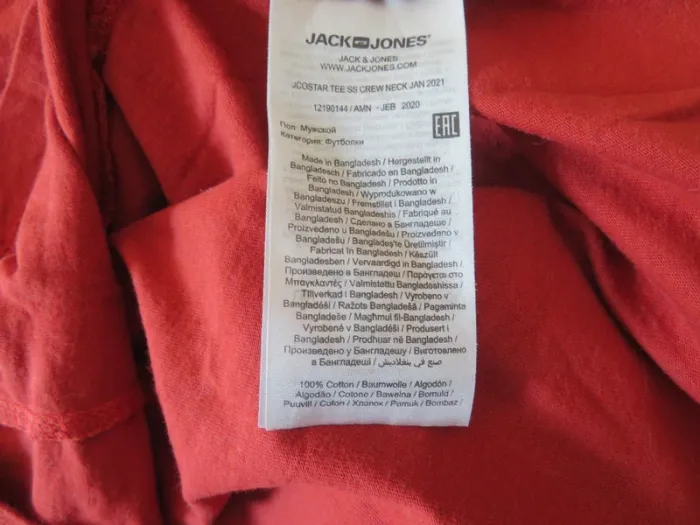 JACK & JONES
JACK & JONES
WWW.JACKJONES.COM
JCOSTAR TEE SS CREW NECK JAN 2021
12190144 / AMN - JEB 2020
EAC
Пол Мужской
Категория: Футболки
Made in Bangladesh / Hergestellt in
Bangladesch / Fabricado en Bangladesh /
Feito no Bangladesh / Prodotto in
Bangladesh / Wyprodukowano w
Bangladeszu / Fremstillet i Bangladesh /
Valmistatud Bangladeshis / Fabriqué au
Bangladesh / Сделано в Бангладеше /
Proizvedeno u Bangladešu / Proizvedeno v
Bangladešu / Bangladeş'te Üretilmiştir /
Fabricat în Bangladesh / Készült
Bangladesben / Vervaardigd in Bangladesh /
Произведено в Бангладеш / Παράγεται στο
Μπαγκλαντές / Valmistettu Bangladeshissa /
Tillverkad i Bangladesh / Vyrobeno v
Bangladéši / Ražots Bangladešā / Pagaminta
Bangladeše / Magħmul fil-Bangladesh /
Vyrobené v Bangladéši / Produsert i
Bangladesh / Prodhuar në Bangladesh /
Произведено у Бангладешу / Виготовлено
в Бангладеші / صنع في بنغلاديش
100% Cotton / Baumwolle / Algodón /
Algodão / Cotone / Bawełna / Bomuld /
Puuvill / Coton / Хлопок / Pamuk / Bombaž /